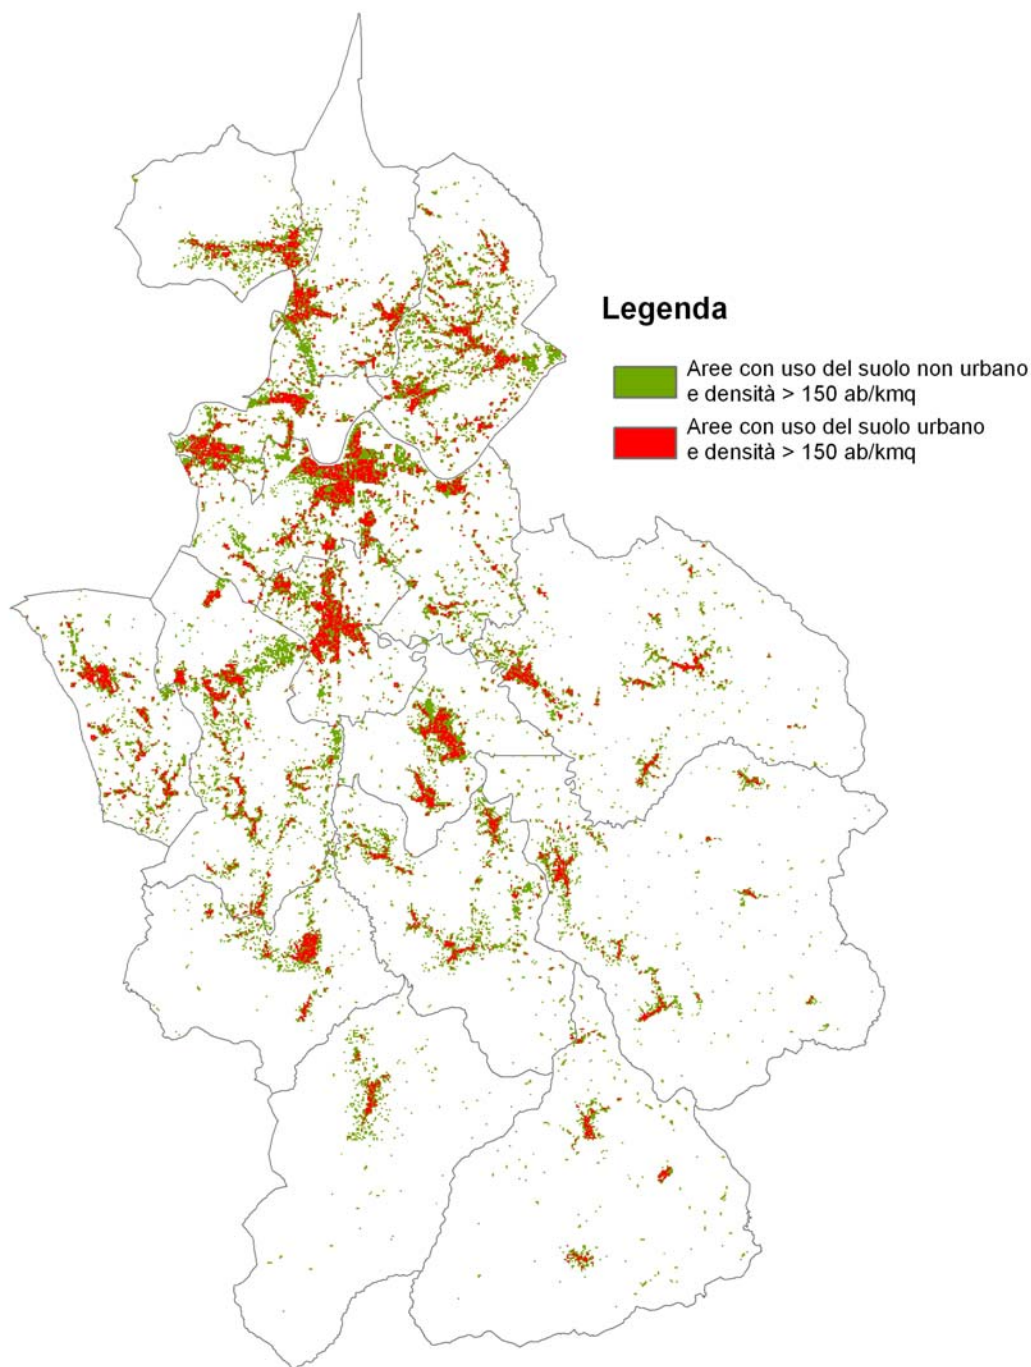 Legenda
Aree con uso del suolo non urbano
e densità > 150 ab/kmq
Aree con uso del suolo urbano
e densità > 150 ab/kmq